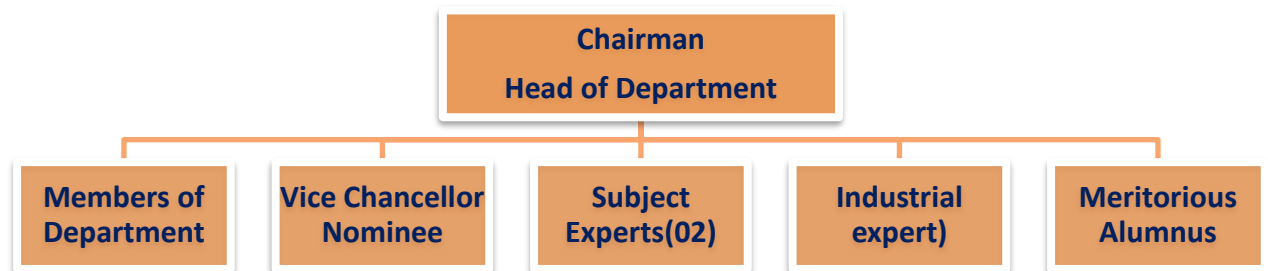 Chairman
Head of Department
Members of
Department
Vice Chancellor
Nominee
Subject
Experts(02)
Industrial
expert)
Meritorious
Alumnus